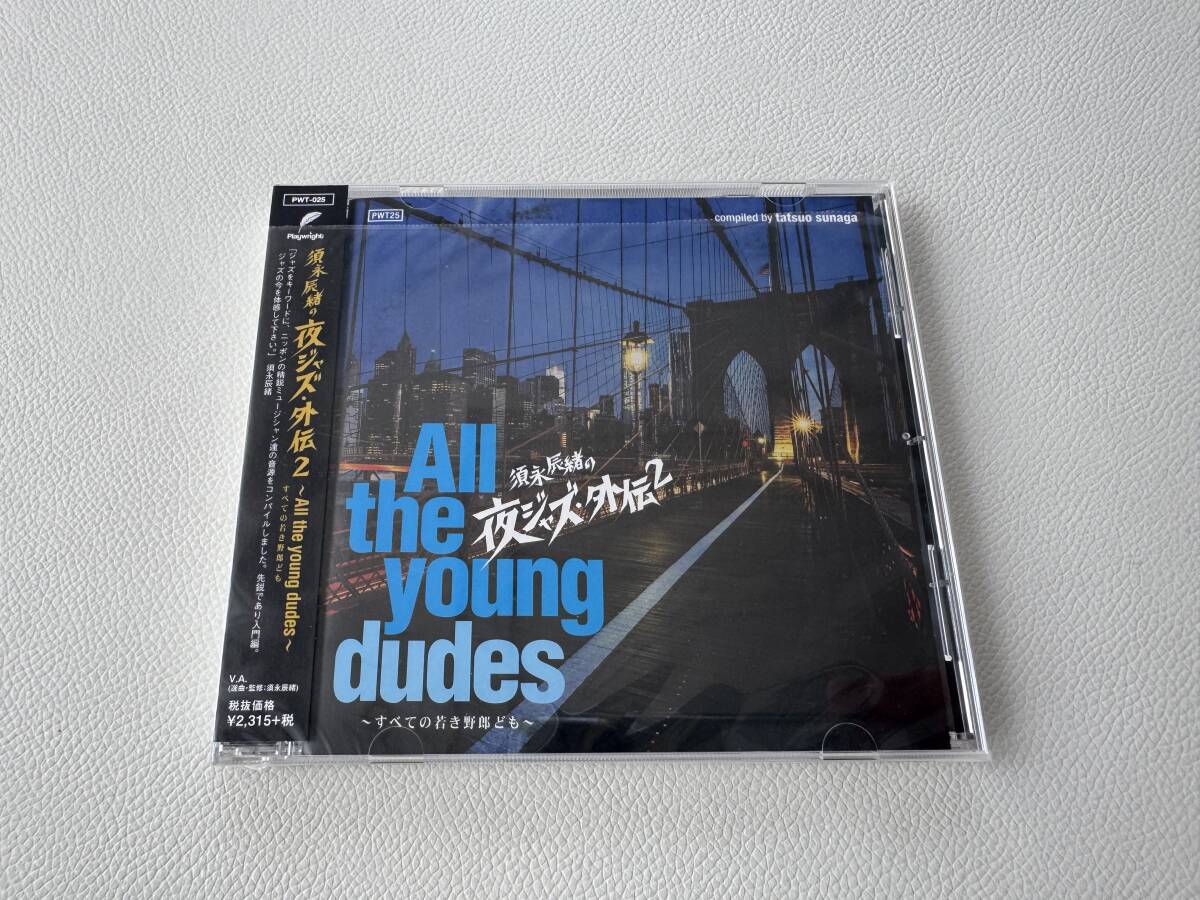 PWT-025
Playwright
須永辰緒の
夜ジャズ・外伝2
~All the young dudes~
すべての若き野郎ども
「ジャズをキーワードに、ニッポンの精鋭ミュージシャン達の音源をコンパイルしました。先鋭であり入門編。
ジャズの今を体感して下さい。」 須永辰緒
V.A.
(選曲・監修:須永辰緒)
税抜価格
¥2,315+税
PWT25
compiled by tatsuo sunaga
All
the
young
dudes
須永辰緒の
夜ジャズ・外伝2
~すべての若き野郎ども~